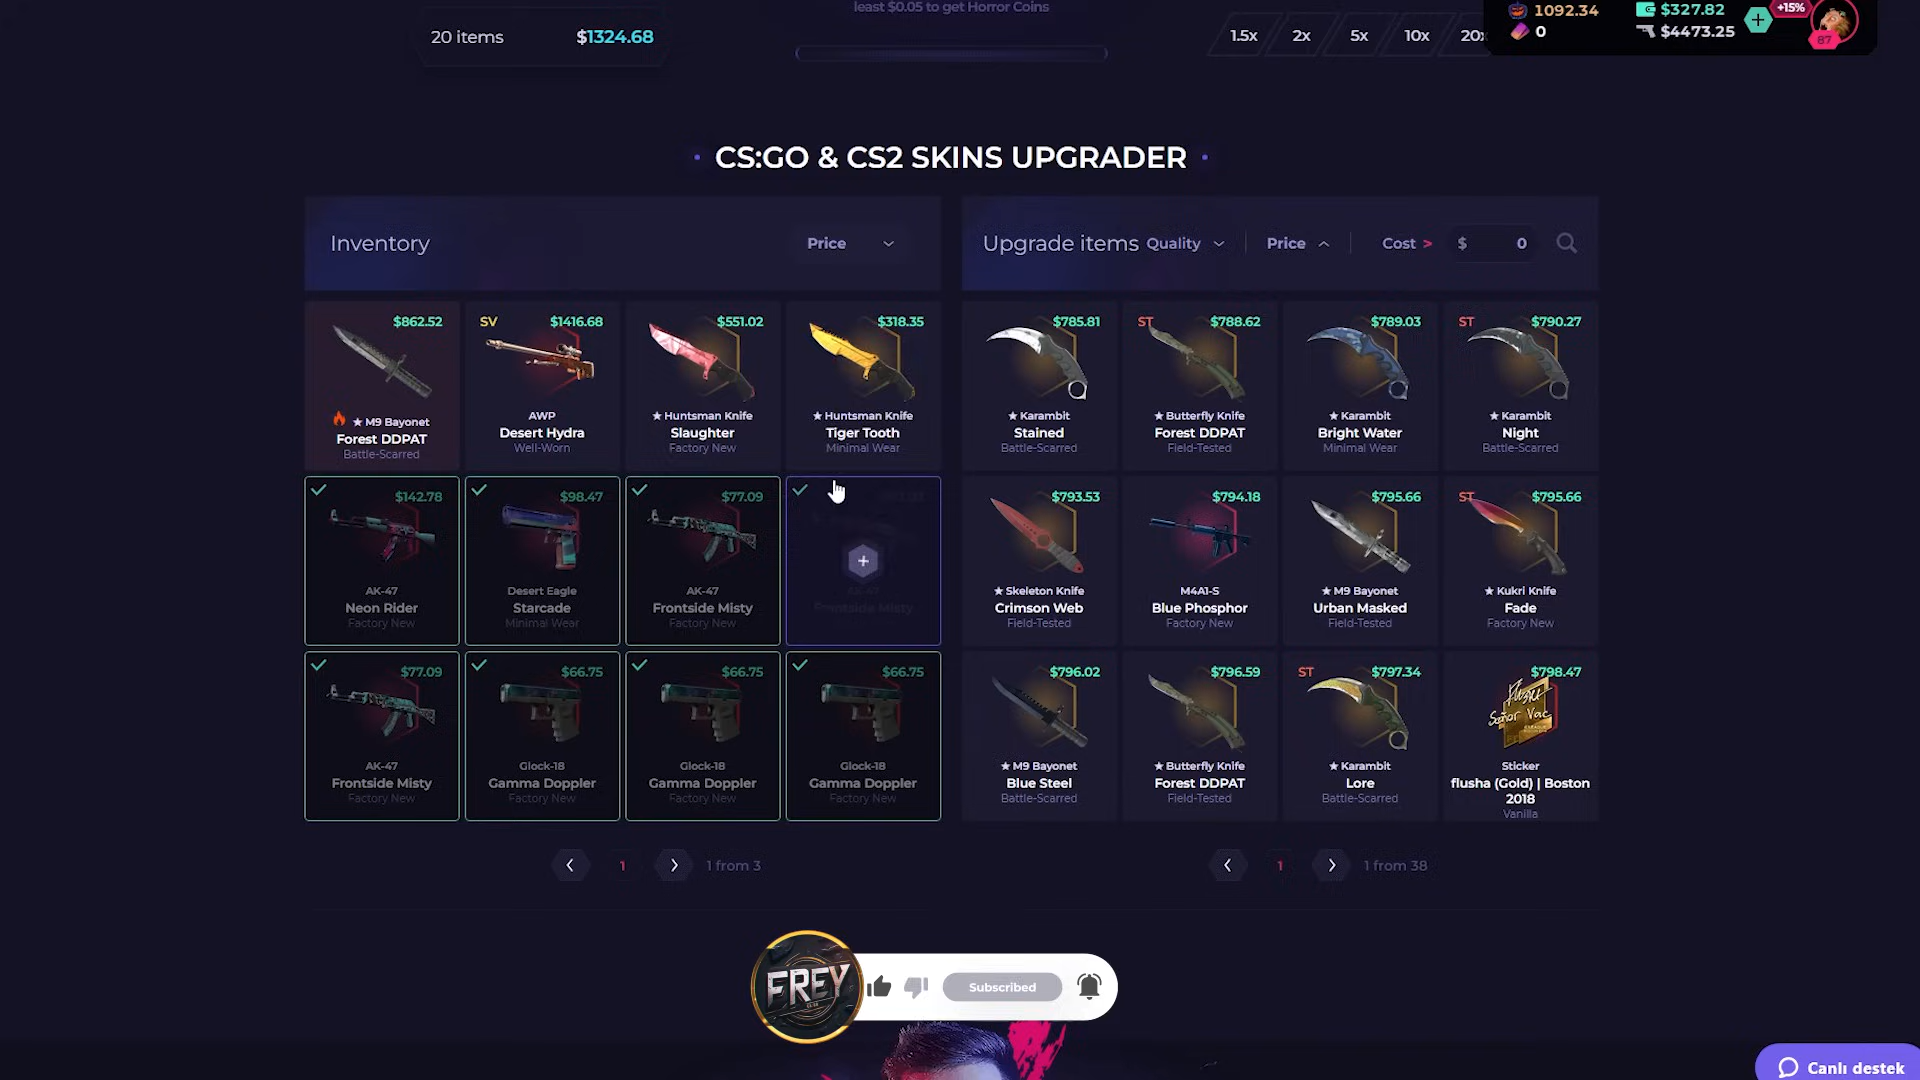 least $0.05 to get Horror Coins
20 items $1324.68
1.5x 2x 5x 10x 20x
1092.34 $327.82 +15%
0 $4473.25 87
CS:GO & CS2 SKINS UPGRADER
Inventory Price
Upgrade items Quality Price Cost > $ 0
$862.52
★ M9 Bayonet
Forest DDPAT
Battle-Scarred
SV $1416.68
AWP
Desert Hydra
Well-Worn
$551.02
★ Huntsman Knife
Slaughter
Factory New
$318.35
★ Huntsman Knife
Tiger Tooth
Minimal Wear
$785.81
★ Karambit
Stained
Battle-Scarred
ST $788.62
★ Butterfly Knife
Forest DDPAT
Field-Tested
$789.03
★ Karambit
Bright Water
Minimal Wear
ST $790.27
★ Karambit
Night
Battle-Scarred
$142.78
AK-47
Neon Rider
Factory New
$98.47
Desert Eagle
Starcade
Minimal Wear
$77.09
AK-47
Frontside Misty
Factory New
AK-47
Frontside Misty
$793.53
★ Skeleton Knife
Crimson Web
Field-Tested
$794.18
M4A1-S
Blue Phosphor
Factory New
$795.66
★ M9 Bayonet
Urban Masked
Field-Tested
ST $795.66
★ Kukri Knife
Fade
Factory New
$77.09
AK-47
Frontside Misty
Factory New
$66.75
Glock-18
Gamma Doppler
Factory New
$66.75
Glock-18
Gamma Doppler
Factory New
$66.75
Glock-18
Gamma Doppler
Factory New
$796.02
★ M9 Bayonet
Blue Steel
Battle-Scarred
$796.59
★ Butterfly Knife
Forest DDPAT
Field-Tested
ST $797.34
★ Karambit
Lore
Battle-Scarred
$798.47
Sticker
flusha (Gold) | Boston
2018
Vanilla
1 1 from 3
1 1 from 38
FREY
Subscribed
Canlı destek